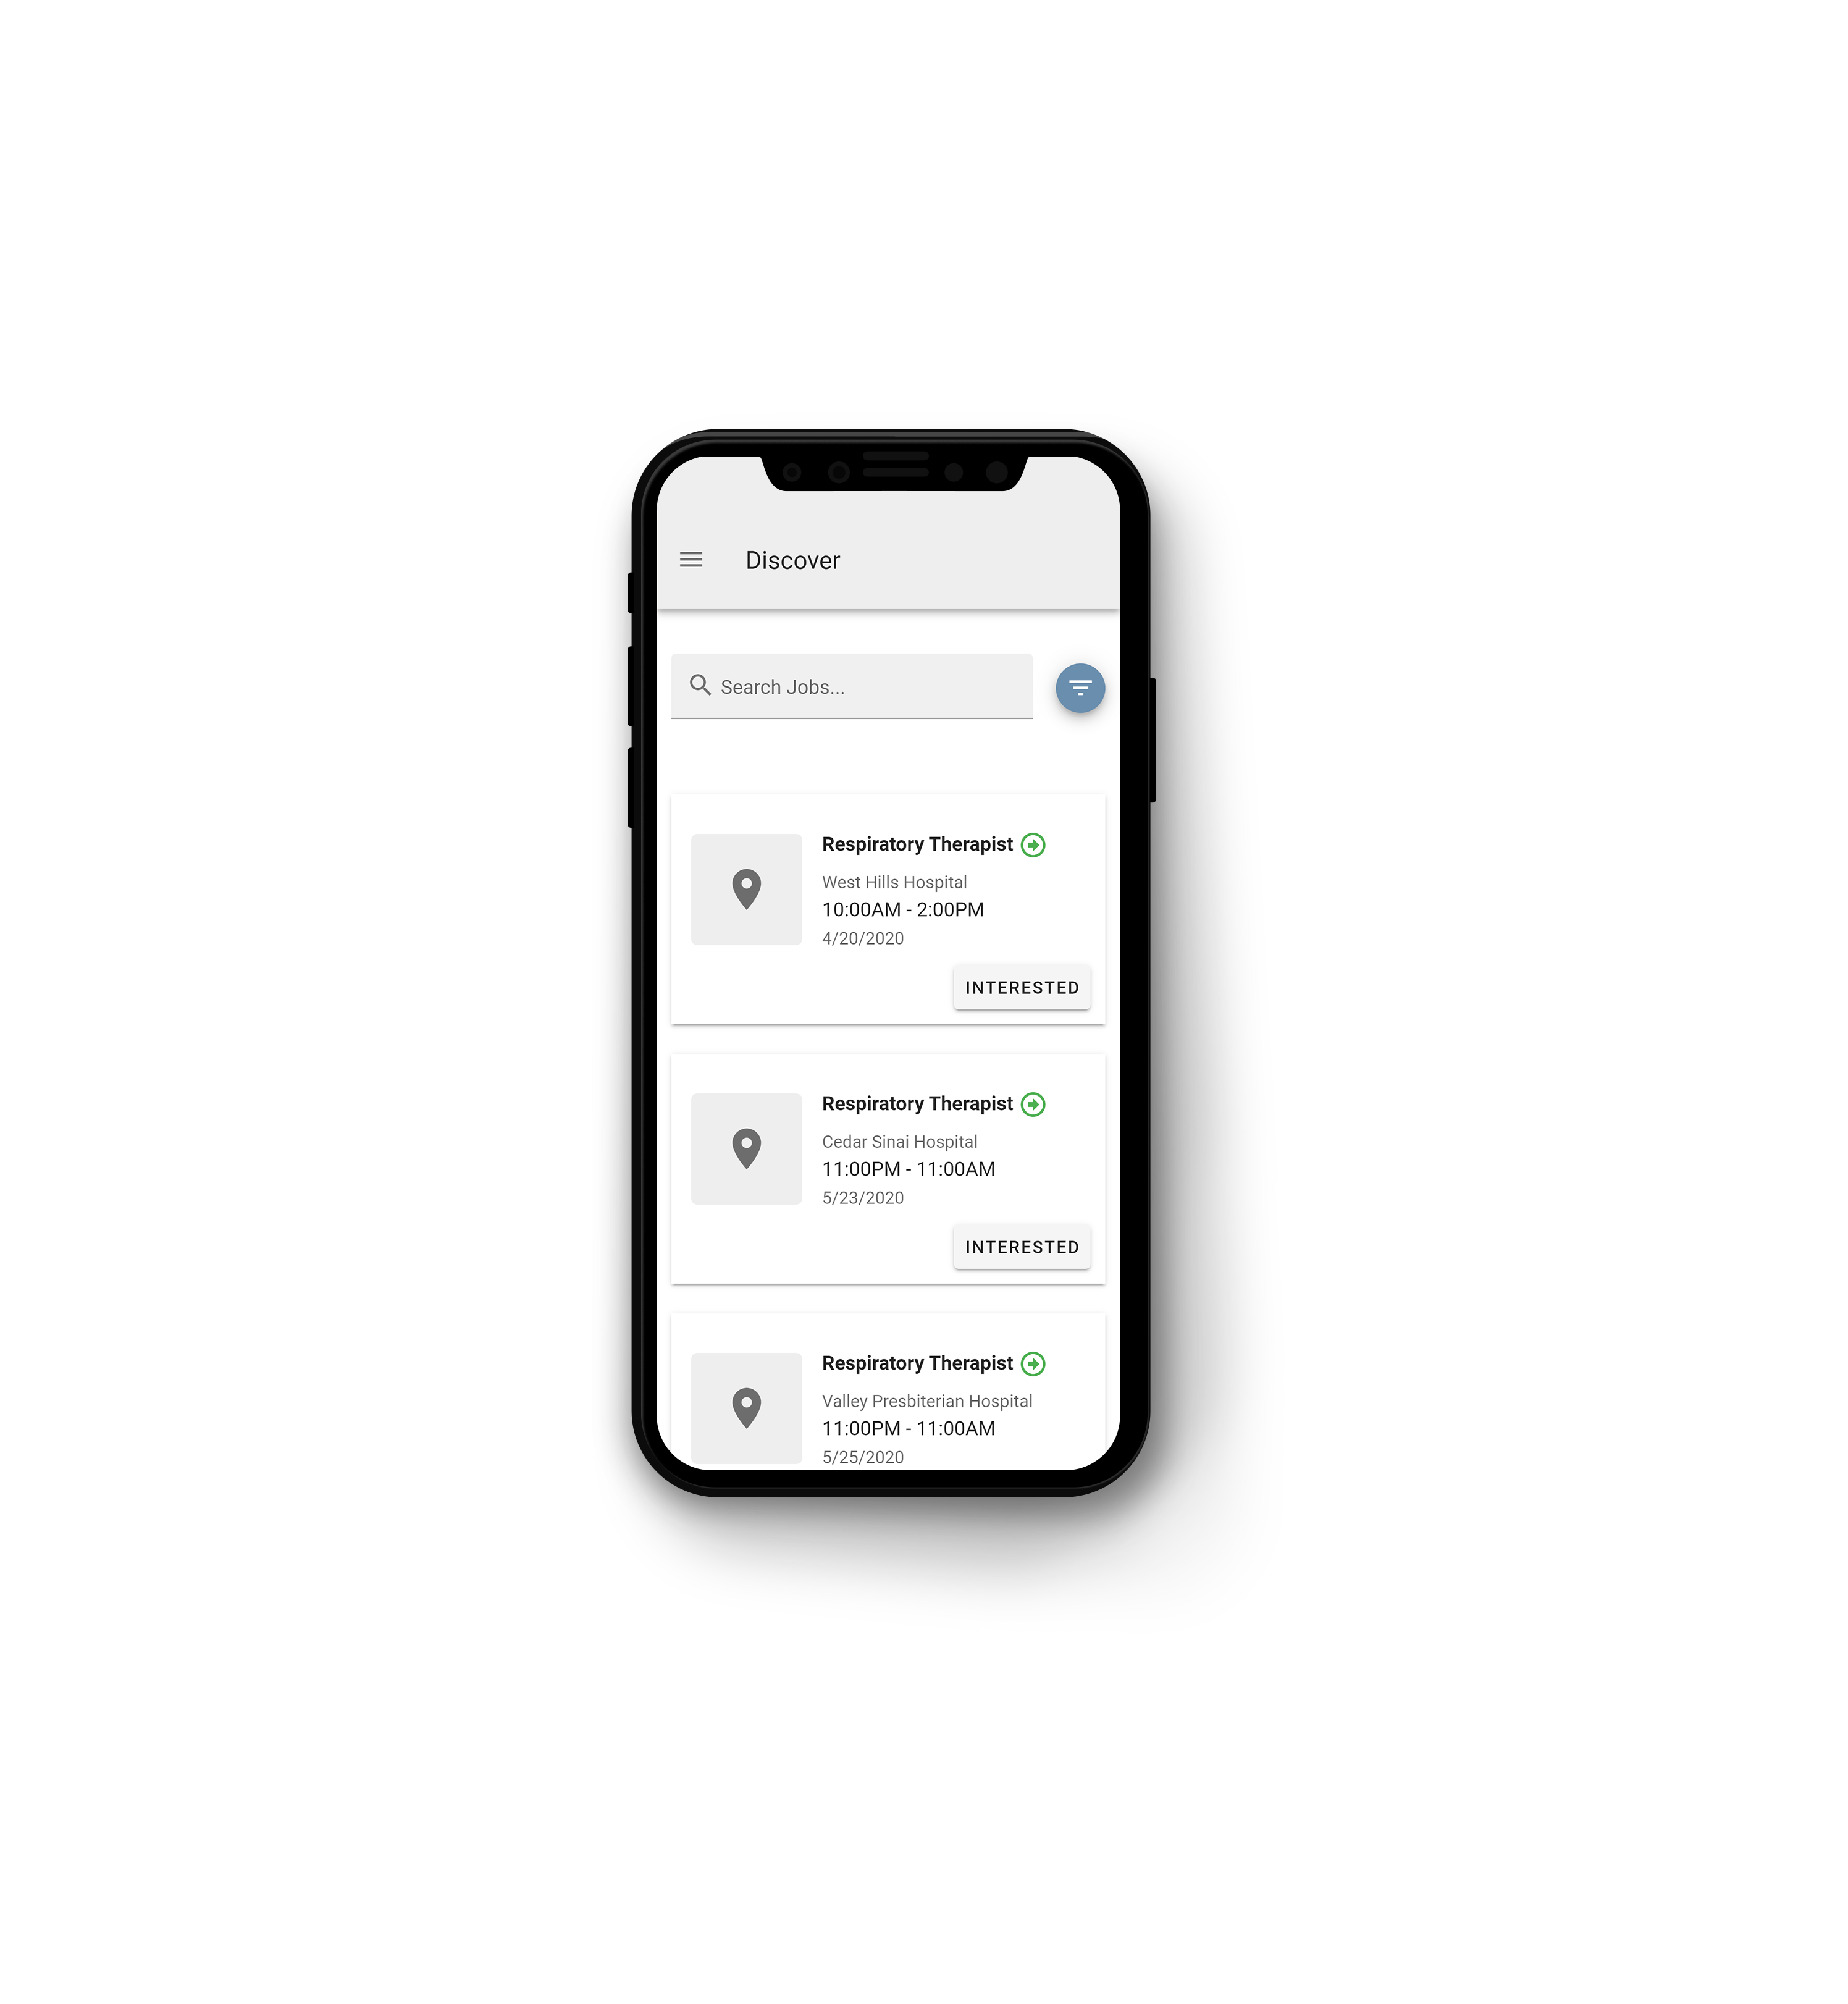 Discover
Search Jobs...
Respiratory Therapist
West Hills Hospital
10:00AM - 2:00PM
4/20/2020
INTERESTED
Respiratory Therapist
Cedar Sinai Hospital
11:00PM - 11:00AM
5/23/2020
INTERESTED
Respiratory Therapist
Valley Presbiterian Hospital
11:00PM - 11:00AM
5/25/2020